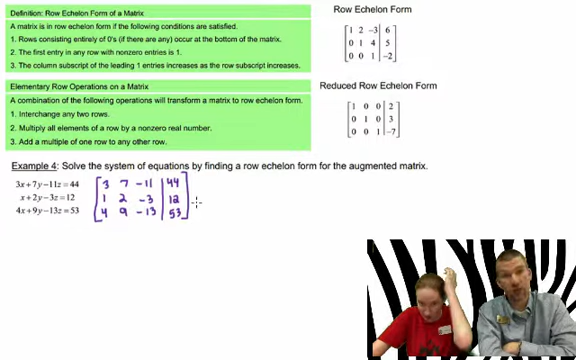 Definition: Row Echelon Form of a Matrix
A matrix is in row echelon form if the following conditions are satisfied.
1. Rows consisting entirely of 0's (if there are any) occur at the bottom of the matrix.
2. The first entry in any row with nonzero entries is 1.
3. The column subscript of the leading 1 entries increases as the row subscript increases.
Elementary Row Operations on a Matrix
A combination of the following operations will transform a matrix to row echelon form.
1. Interchange any two rows.
2. Multiply all elements of a row by a nonzero real number.
3. Add a multiple of one row to any other row.
Row Echelon Form
1 2 -3 | 6
0 1 4 | 5
0 0 1 | -2
Reduced Row Echelon Form
1 0 0 | 2
0 1 0 | 3
0 0 1 | -7
Example 4: Solve the system of equations by finding a row echelon form for the augmented matrix.
3x + 7y - 11z = 44
x + 2y - 3z = 12
4x + 9y - 13z = 53
3 7 -11 | 44
1 2 -3 | 12
4 9 -13 | 53